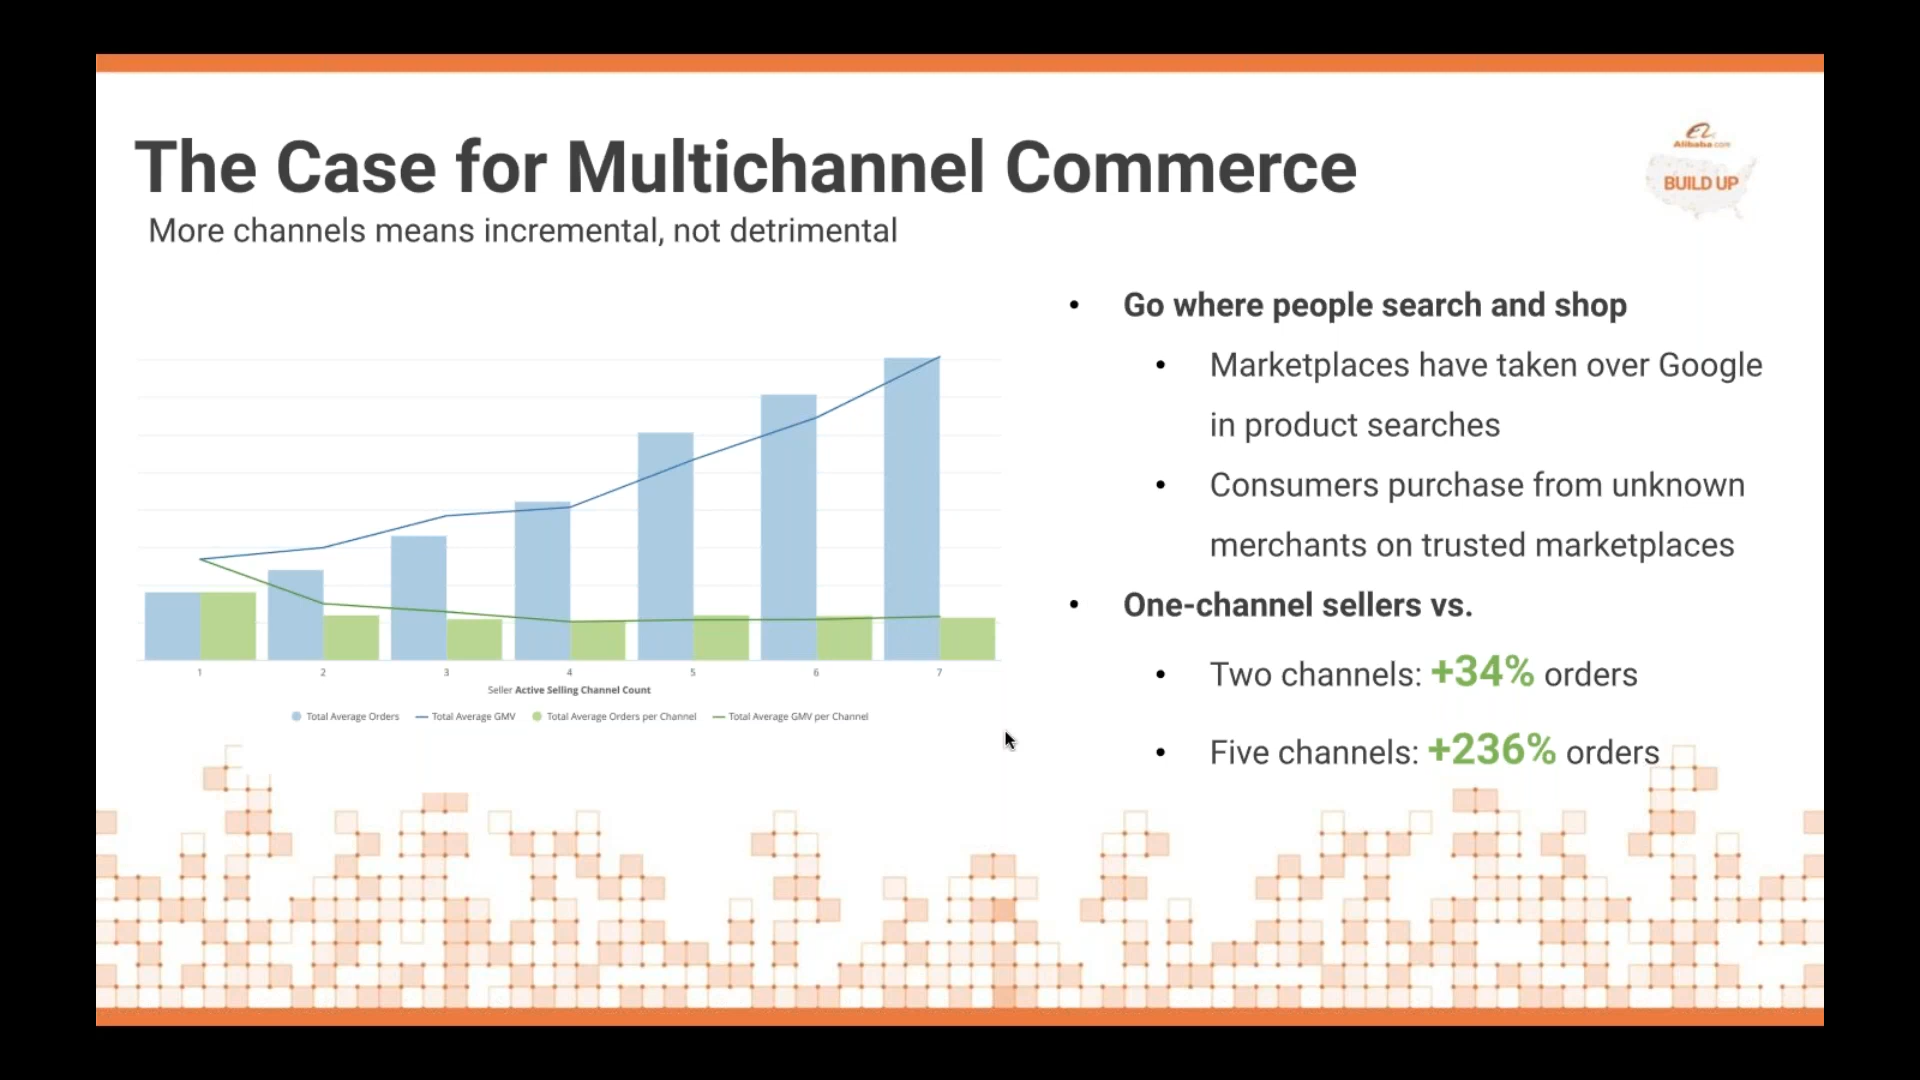 The Case for Multichannel Commerce
More channels means incremental, not detrimental
Alibaba.com
BUILD UP
1 2 3 4 5 6 7
Seller Active Selling Channel Count
Total Average Orders Total Average GMV Total Average Orders per Channel Total Average GMV per Channel
• Go where people search and shop
• Marketplaces have taken over Google
in product searches
• Consumers purchase from unknown
merchants on trusted marketplaces
• One-channel sellers vs.
• Two channels: +34% orders
• Five channels: +236% orders